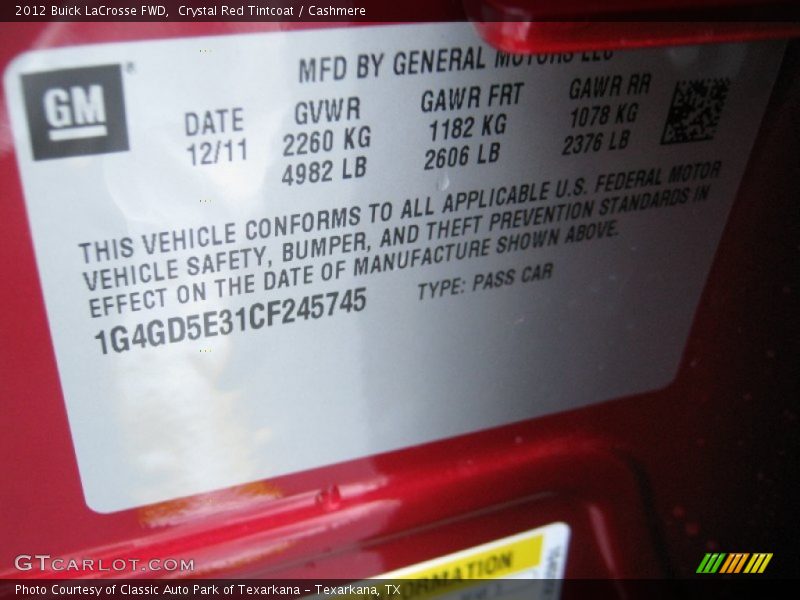 2012 Buick LaCrosse FWD, Crystal Red Tintcoat / Cashmere
GM
MFD BY GENERAL MOTORS LLC
DATE
12/11
GVWR
2260 KG
4982 LB
GAWR FRT
1182 KG
2606 LB
GAWR RR
1078 KG
2376 LB
THIS VEHICLE CONFORMS TO ALL APPLICABLE U.S. FEDERAL MOTOR
VEHICLE SAFETY, BUMPER, AND THEFT PREVENTION STANDARDS IN
EFFECT ON THE DATE OF MANUFACTURE SHOWN ABOVE.
1G4GD5E31CF245745
TYPE: PASS CAR
GTCARLOT.COM
Photo Courtesy of Classic Auto Park of Texarkana - Texarkana, TX